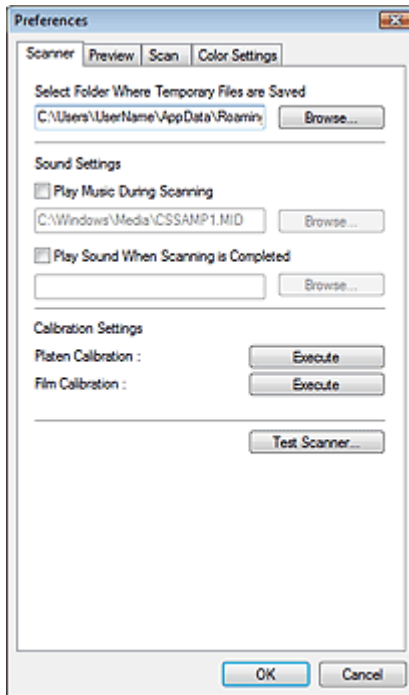 Preferences
Scanner Preview Scan Color Settings
Select Folder Where Temporary Files are Saved
C:\Users\UserName\AppData\Roaming Browse...
Sound Settings
Play Music During Scanning
C:\Windows\Media\CSSAMP1.MID Browse...
Play Sound When Scanning is Completed
Browse...
Calibration Settings
Platen Calibration : Execute
Film Calibration : Execute
Test Scanner...
OK Cancel